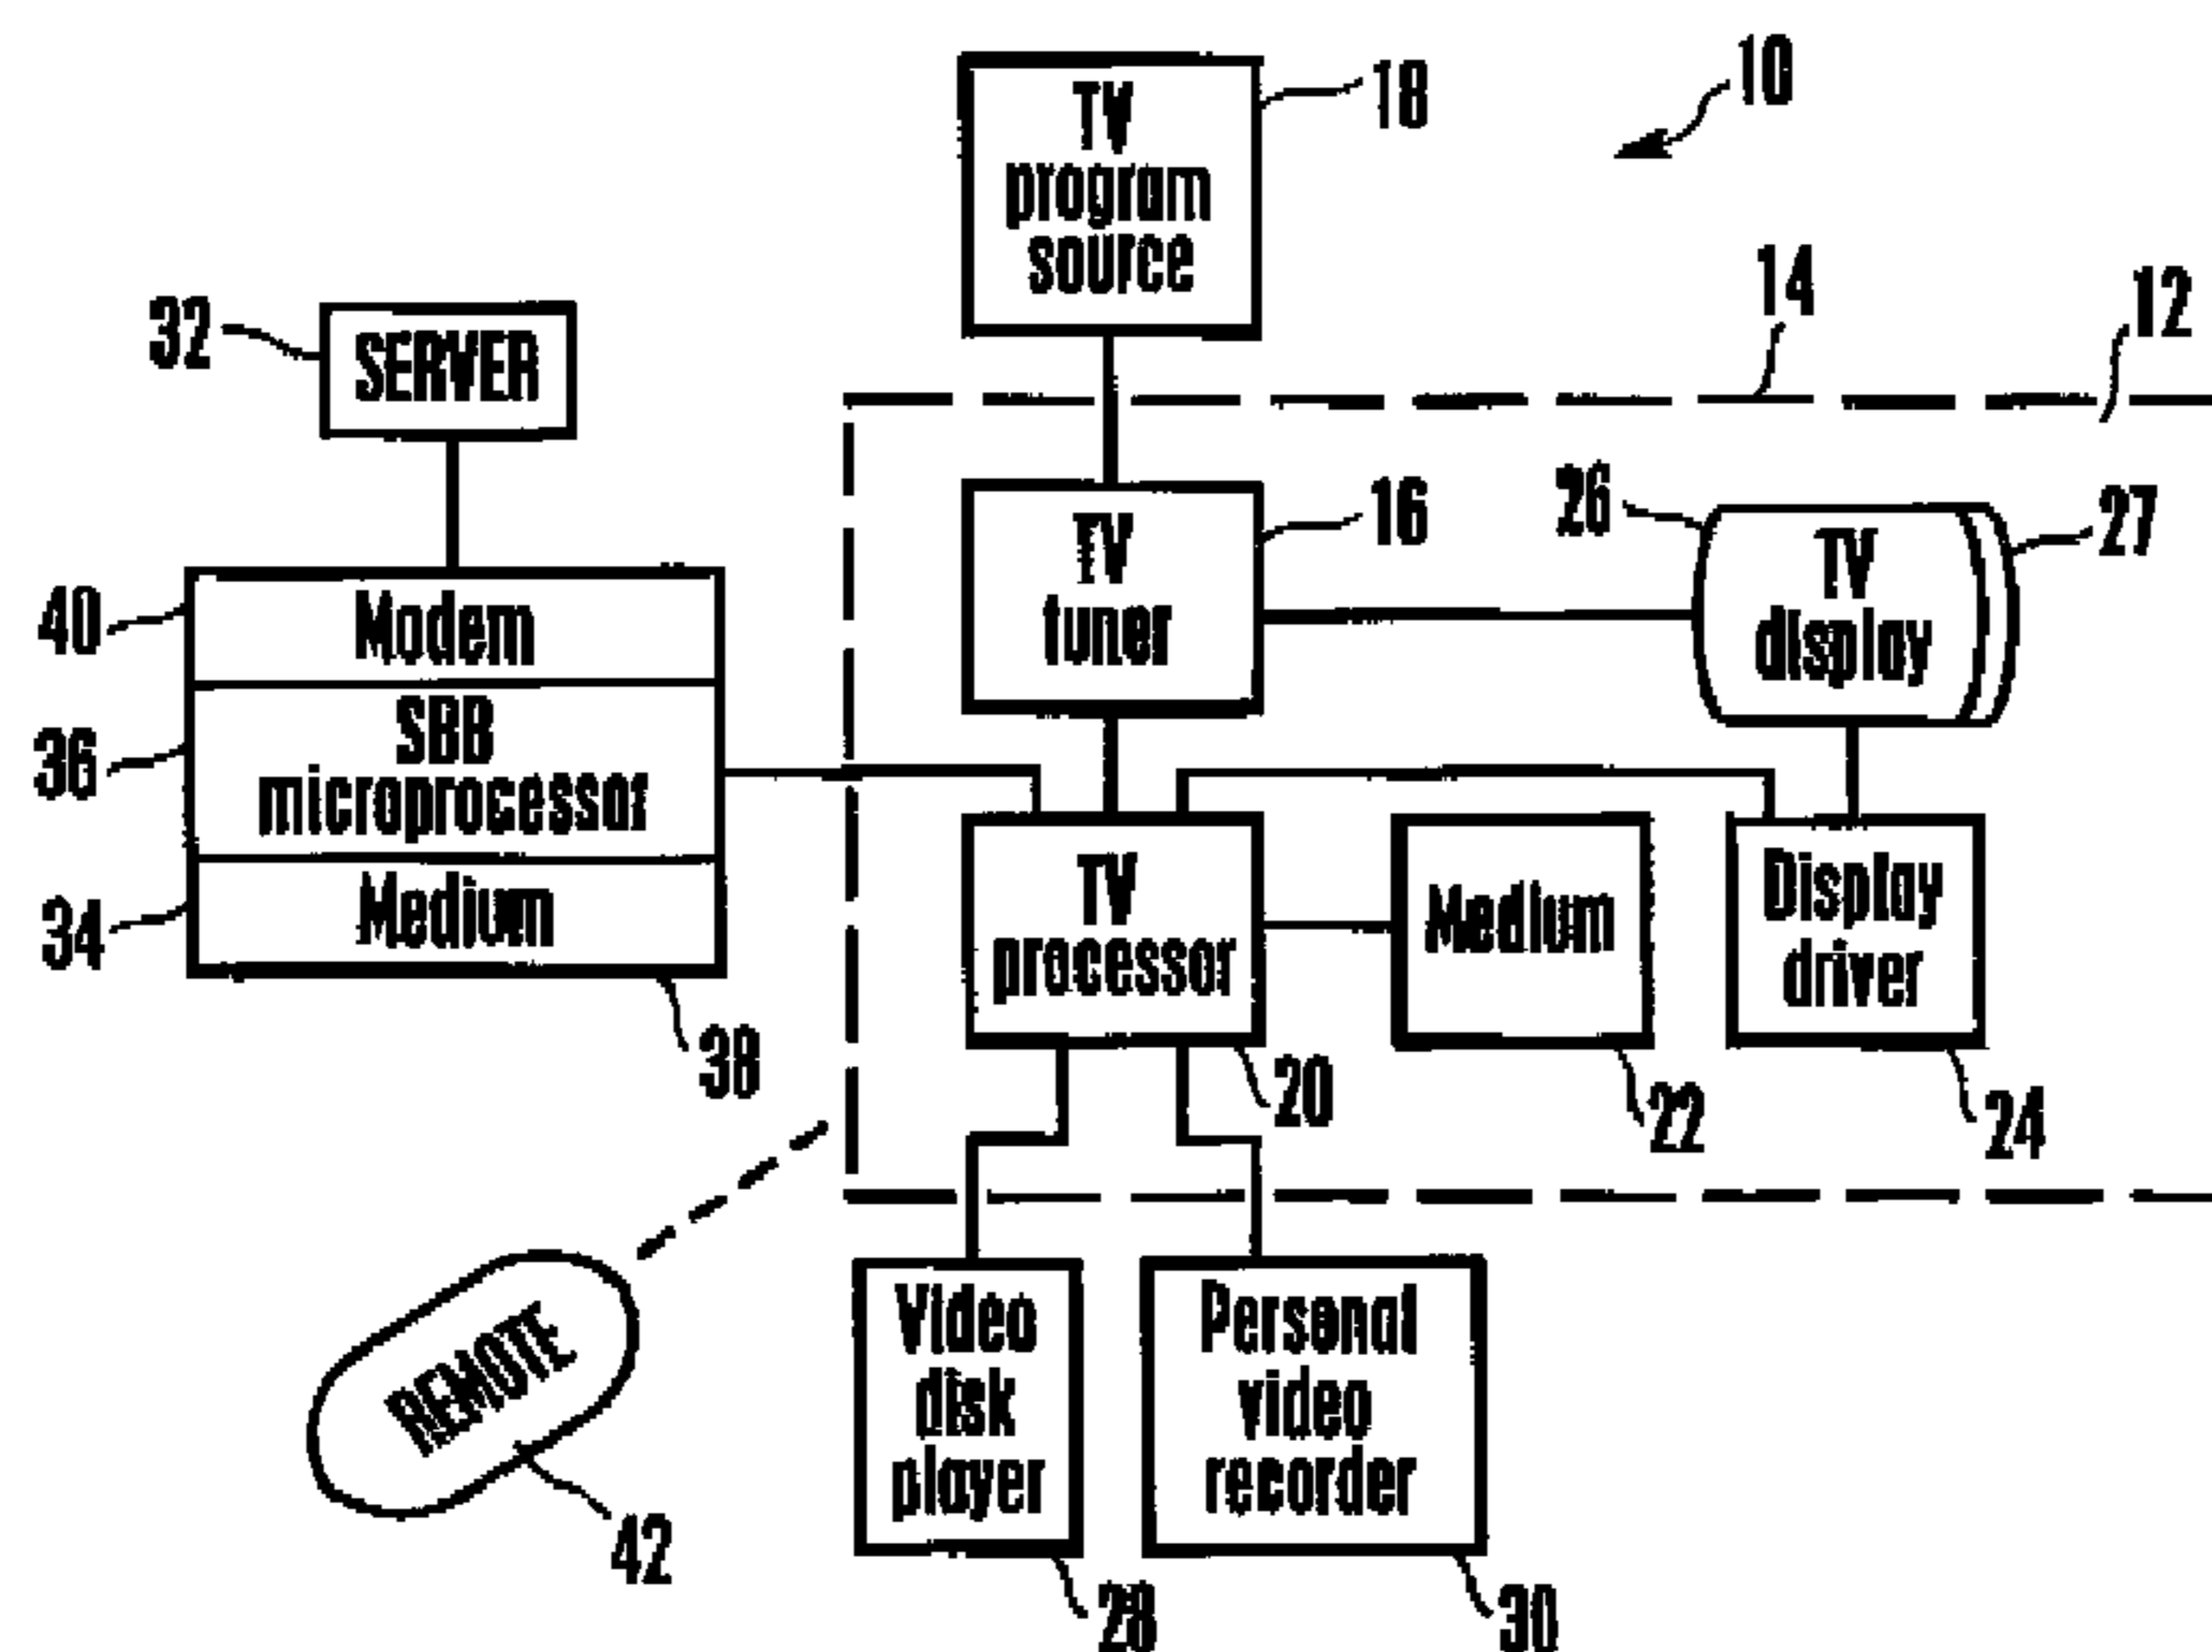 10
TV
program
source
18
14
12
32
SERVER
TV
tuner
16
26
TV
display
27
40
Modem
36
SBB
microprocessor
34
Medium
38
TV
processor
20
Medium
22
Display
driver
24
REMOTE
42
Video
disk
player
28
Personal
video
recorder
30